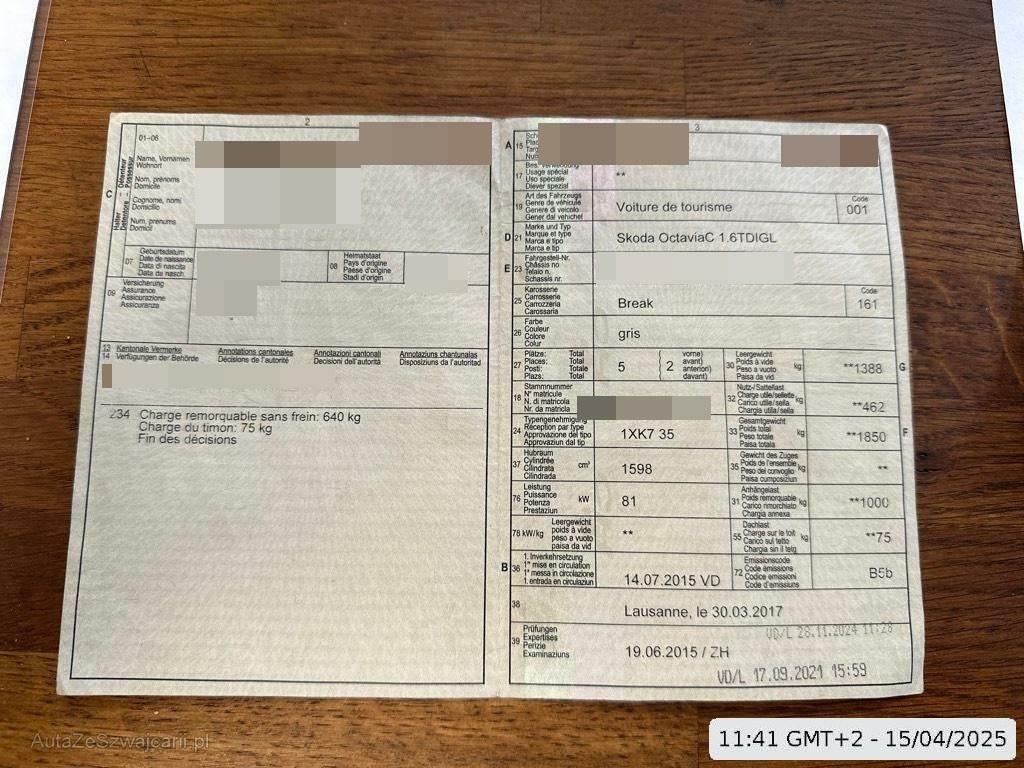 2
01–06
Name, Vornamen
Wohnort
Nom, prénoms
Domicile
Cognome, nomi
Domicilio
Num, prenums
Domicil
C
Halter Détenteur
Detentore Possessur
07
Geburtsdatum
Date de naissance
Data di nascita
Data da nasch.
08
Heimatstaat
Pays d'origine
Paese d'origine
Stadi d'origin
09
Versicherung
Assurance
Assicurazione
Assicuranza
13
14
Kantonale Vermerke
Verfügungen der Behörde
Annotations cantonales
Décisions de l'autorité
Annotazioni cantonali
Decisioni dell'autorità
Annotaziuns chantunalas
Disposiziuns da l'autoritad
234 Charge remorquable sans frein: 640 kg
Charge du timon: 75 kg
Fin des décisions
3
A 15
17
Usage spécial
Uso speciale
Diever spezial
**
19
Art des Fahrzeugs
Genre de véhicule
Genere di veicolo
Gener dal vehichel
Voiture de tourisme
Code
001
D 21
Marke und Typ
Marque et type
Marca e tipo
Marca e tip
Skoda OctaviaC 1.6TDIGL
E 23
Fahrgestell-Nr.
Châssis no
Telaio n.
Schassis nr.
25
Karosserie
Carrosserie
Carrozzeria
Carossaria
Break
Code
161
26
Farbe
Couleur
Colore
Colur
gris
27
Plätze: Total
Places: Total
Posti: Totale
Plazs: Total
5
( 2
vorne)
avant)
anteriori)
davant)
30
Leergewicht
Poids à vide
Peso a vuoto
Paisa da vid
kg
**1388
G
18
Stammnummer
N° matricule
N. di matricola
Nr. da matricla
32
Nutz-/Sattellast
Charge utile/sellette
Carico utile/sella
Chargia utila/sella
kg
**462
24
Typengenehmigung
Réception par type
Approvazione del tipo
Approvaziun dal tip
1XK7 35
33
Gesamtgewicht
Poids total
Peso totale
Paisa totala
kg
**1850
F
37
Hubraum
Cylindrée
Cilindrata
Cilindrada
cm³
1598
35
Gewicht des Zuges
Poids de l'ensemble
Peso del convoglio
Paisa cumposiziun
kg
**
76
Leistung
Puissance
Potenza
Prestaziun
kW
81
31
Anhängelast
Poids remorquable
Carico rimorchiato
Chargia annexa
kg
**1000
78 kW/kg
Leergewicht
poids à vide
peso a vuoto
paisa da vid
**
55
Dachlast
Charge sur le toit
Carico sul tetto
Chargia sin il tetg
kg
**75
B 36
1. Inverkehrsetzung
1re mise en circulation
1a messa in circolazione
1. entrada en circulaziun
14.07.2015 VD
72
Emissionscode
Code émissions
Codice emissioni
Code d'emissiuns
B5b
38
Lausanne, le 30.03.2017
39
Prüfungen
Expertises
Perizie
Examinaziuns
19.06.2015 / ZH
VD/L 28.11.2024 11:28
VD/L 17.09.2021 15:59
AutaZeSzwajcarii.pl
11:41 GMT+2 - 15/04/2025